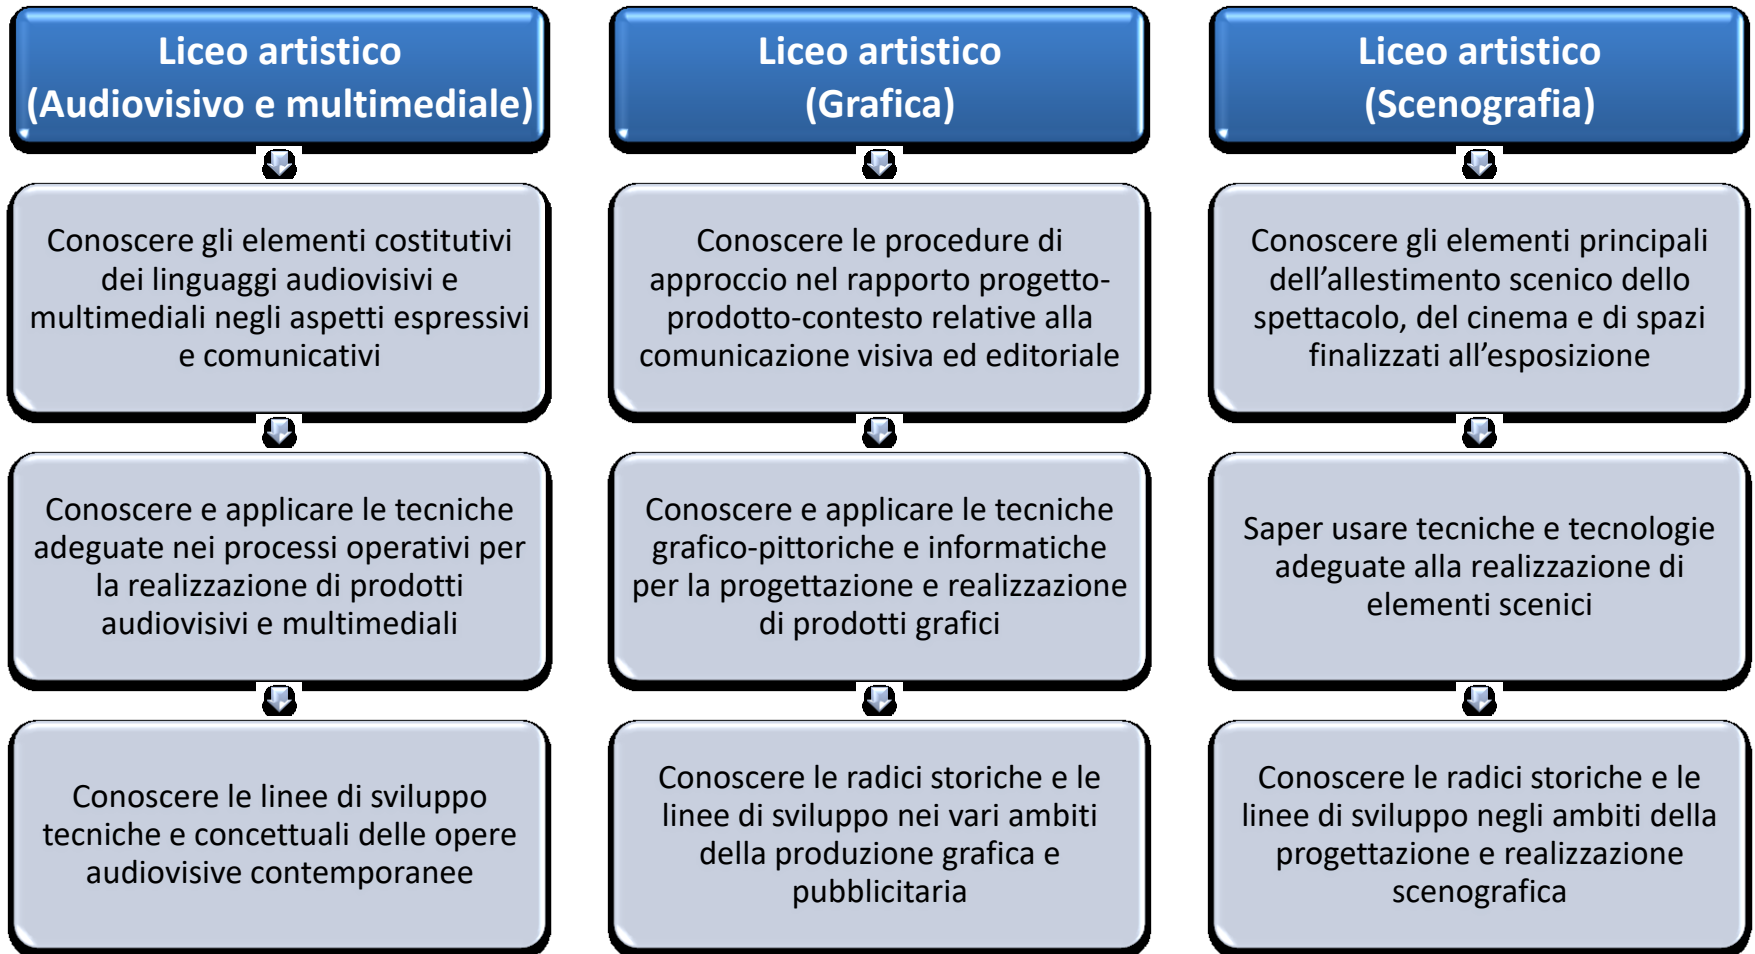 Liceo artistico
(Audiovisivo e multimediale)
Conoscere gli elementi costitutivi
dei linguaggi audiovisivi e
multimediali negli aspetti espressivi
e comunicativi
Conoscere e applicare le tecniche
adeguate nei processi operativi per
la realizzazione di prodotti
audiovisivi e multimediali
Conoscere le linee di sviluppo
tecniche e concettuali delle opere
audiovisive contemporanee
Liceo artistico
(Grafica)
Conoscere le procedure di
approccio nel rapporto progetto-
prodotto-contesto relative alla
comunicazione visiva ed editoriale
Conoscere e applicare le tecniche
grafico-pittoriche e informatiche
per la progettazione e realizzazione
di prodotti grafici
Conoscere le radici storiche e le
linee di sviluppo nei vari ambiti
della produzione grafica e
pubblicitaria
Liceo artistico
(Scenografia)
Conoscere gli elementi principali
dell’allestimento scenico dello
spettacolo, del cinema e di spazi
finalizzati all’esposizione
Saper usare tecniche e tecnologie
adeguate alla realizzazione di
elementi scenici
Conoscere le radici storiche e le
linee di sviluppo negli ambiti della
progettazione e realizzazione
scenografica